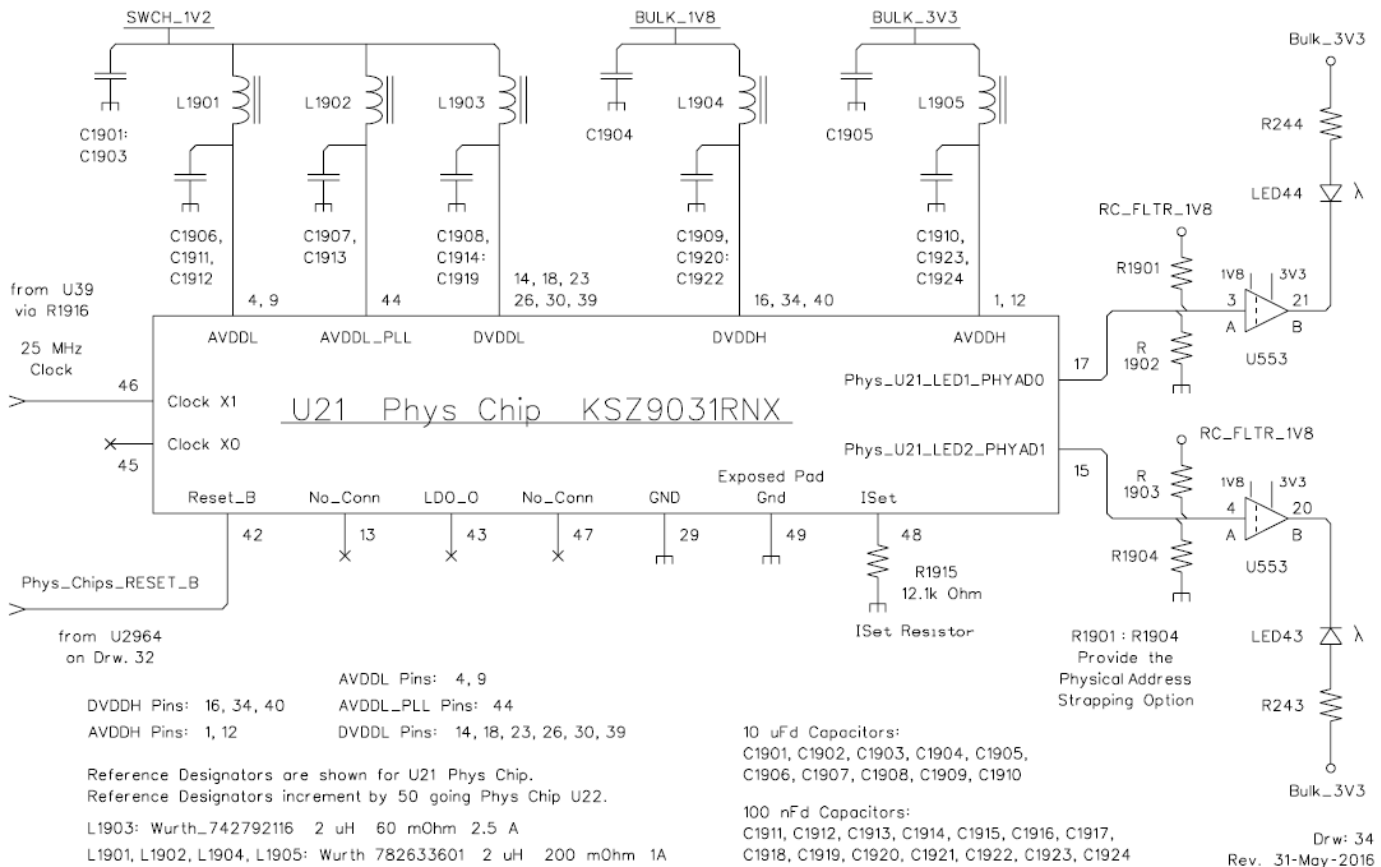 SWCH_1V2
BULK_1V8
BULK_3V3
Bulk_3V3
L1901
L1902
L1903
L1904
L1905
C1901:
C1903
C1904
C1905
R244
LED44 λ
C1906,
C1911,
C1912
C1907,
C1913
C1908,
C1914:
C1919
C1909,
C1920:
C1922
C1910,
C1923,
C1924
RC_FLTR_1V8
R1901
1V8 3V3
3 21
A B
U553
R
1902
from U39
via R1916
25 MHz
Clock
4, 9
44
14, 18, 23
26, 30, 39
16, 34, 40
1, 12
AVDDL
AVDDL_PLL
DVDDL
DVDDH
AVDDH
46
Clock X1
U21 Phys Chip KSZ9031RNX
Phys_U21_LED1_PHYAD0
17
Clock X0
45
Phys_U21_LED2_PHYAD1
15
RC_FLTR_1V8
R
1903
1V8 3V3
4 20
A B
U553
R1904
Reset_B
No_Conn
LDO_O
No_Conn
GND
Exposed Pad
Gnd
ISet
42
13
43
47
29
49
48
R1915
12.1k Ohm
ISet Resistor
Phys_Chips_RESET_B
from U2964
on Drw. 32
R1901 : R1904
Provide the
Physical Address
Strapping Option
LED43 λ
R243
Bulk_3V3
AVDDL Pins: 4, 9
DVDDH Pins: 16, 34, 40 AVDDL_PLL Pins: 44
AVDDH Pins: 1, 12 DVDDL Pins: 14, 18, 23, 26, 30, 39
Reference Designators are shown for U21 Phys Chip.
Reference Designators increment by 50 going Phys Chip U22.
L1903: Wurth_742792116 2 uH 60 mOhm 2.5 A
L1901, L1902, L1904, L1905: Wurth 782633601 2 uH 200 mOhm 1A
10 uFd Capacitors:
C1901, C1902, C1903, C1904, C1905,
C1906, C1907, C1908, C1909, C1910
100 nFd Capacitors:
C1911, C1912, C1913, C1914, C1915, C1916, C1917,
C1918, C1919, C1920, C1921, C1922, C1923, C1924
Drw: 34
Rev. 31-May-2016